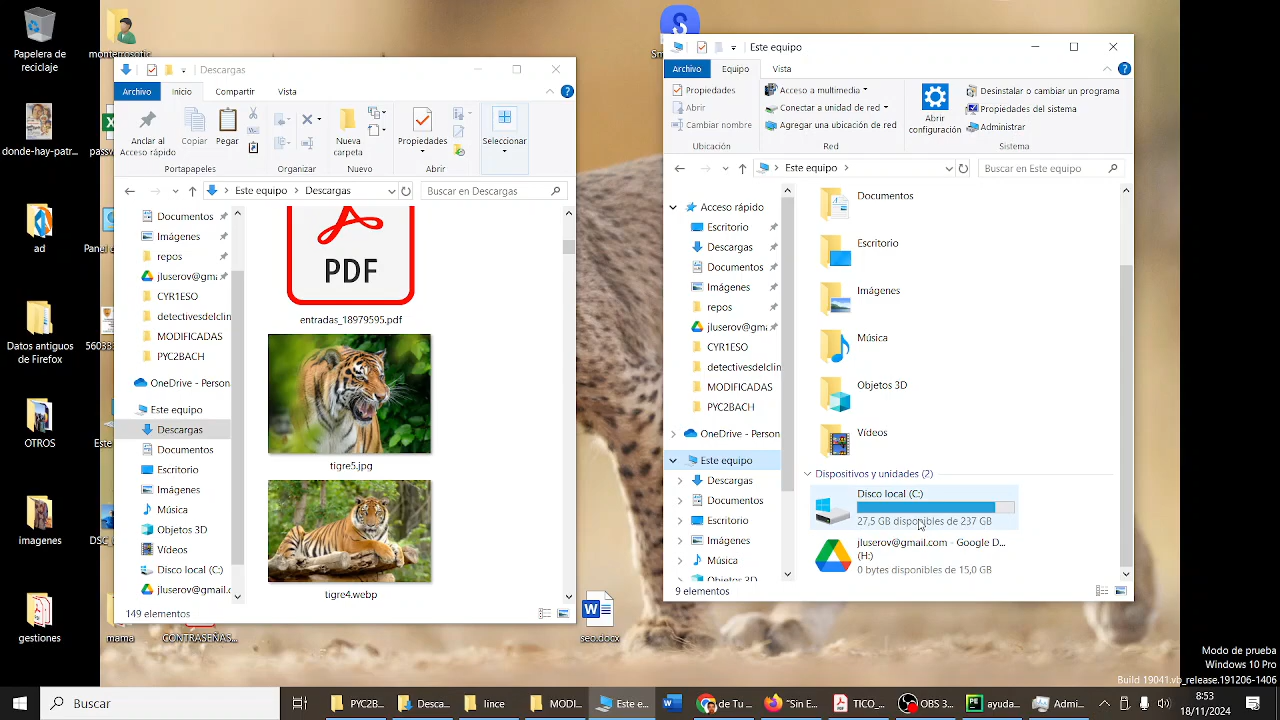 Papelera de
reciclaje
monterrosotic
donde-hay-patr...
ad
Datos antiguos
de Firefox
OTROS
imagenes
gestiones
mama
CONTRASEÑAS...
seo.docx
Descargas
Archivo
Inicio
Compartir
Vista
Anclar al
Acceso rápido
Copiar
Pegar
Nueva
carpeta
Propiedades
Seleccionar
Portapapeles
Organizar
Nuevo
Abrir
Este equipo
Descargas
Buscar en Descargas
Documentos
Imágenes
repos
jluserov@gm
CYR1ESO
detectivesdelclin
MODIFICADAS
PYC2BACH
OneDrive - Person
Este equipo
Descargas
Documentos
Escritorio
Imágenes
Música
Objetos 3D
Vídeos
Disco local (C:)
jluserov@gmail.c
PDF
entradas_18979595.pdf
tigre5.jpg
tigre4.webp
149 elementos
Este equipo
Archivo
Equipo
Vista
Propiedades
Abrir
Cambiar nombre
Acceso a multimedia
Conectar a unidad de red
Agregar una ubicación de red
Abrir
configuración
Desinstalar o cambiar un programa
Propiedades del sistema
Administrar
Ubicación
Red
Sistema
Este equipo
Buscar en Este equipo
Acceso rápido
Escritorio
Descargas
Documentos
Imágenes
repos
jluserov@gm
CYR1ESO
detectivesdelclin
MODIFICADAS
PYC2BACH
OneDrive - Person
Este equipo
Descargas
Documentos
Escritorio
Imágenes
Música
Objetos 3D
Documentos
Escritorio
Imágenes
Música
Objetos 3D
Vídeos
Dispositivos y unidades (2)
Disco local (C:)
27,5 GB disponibles de 237 GB
jluserov@gmail.com - Google D...
(H:)
0 bytes disponibles de 15,0 GB
9 elementos
Modo de prueba
Windows 10 Pro
Build 19041.vb_release.191206-1406
Buscar
PYC2B...
Desca...
lince
MODI...
Este e...
de Tu...
Sin t...
TICO...
OBS 3...
ayuda...
Admi...
8:53
18/11/2024